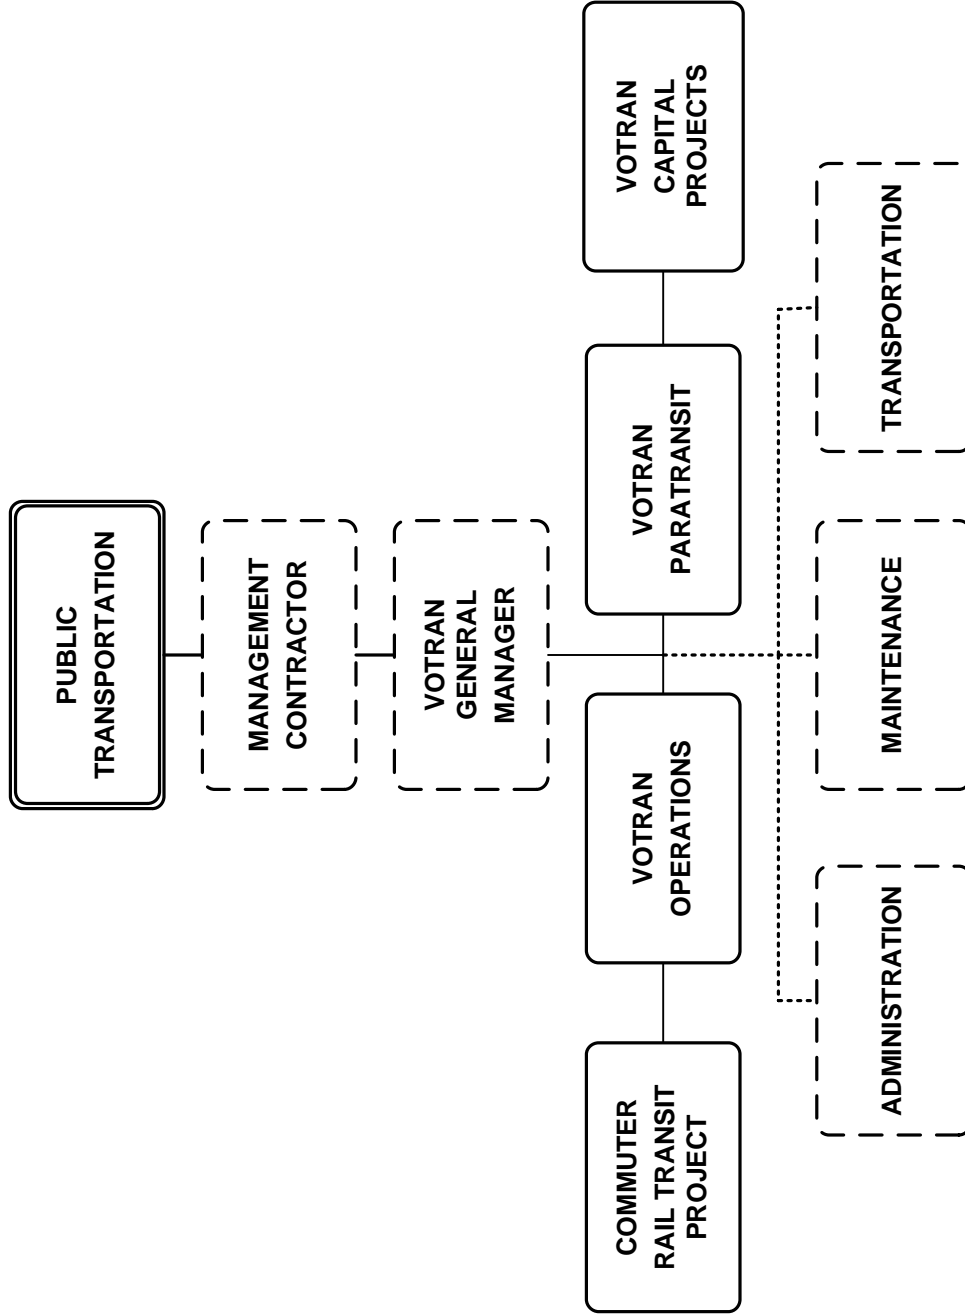 PUBLIC
TRANSPORTATION
MANAGEMENT
CONTRACTOR
VOTRAN
GENERAL
MANAGER
COMMUTER
RAIL TRANSIT
PROJECT
VOTRAN
OPERATIONS
VOTRAN
PARATRANSIT
VOTRAN
CAPITAL
PROJECTS
ADMINISTRATION
MAINTENANCE
TRANSPORTATION